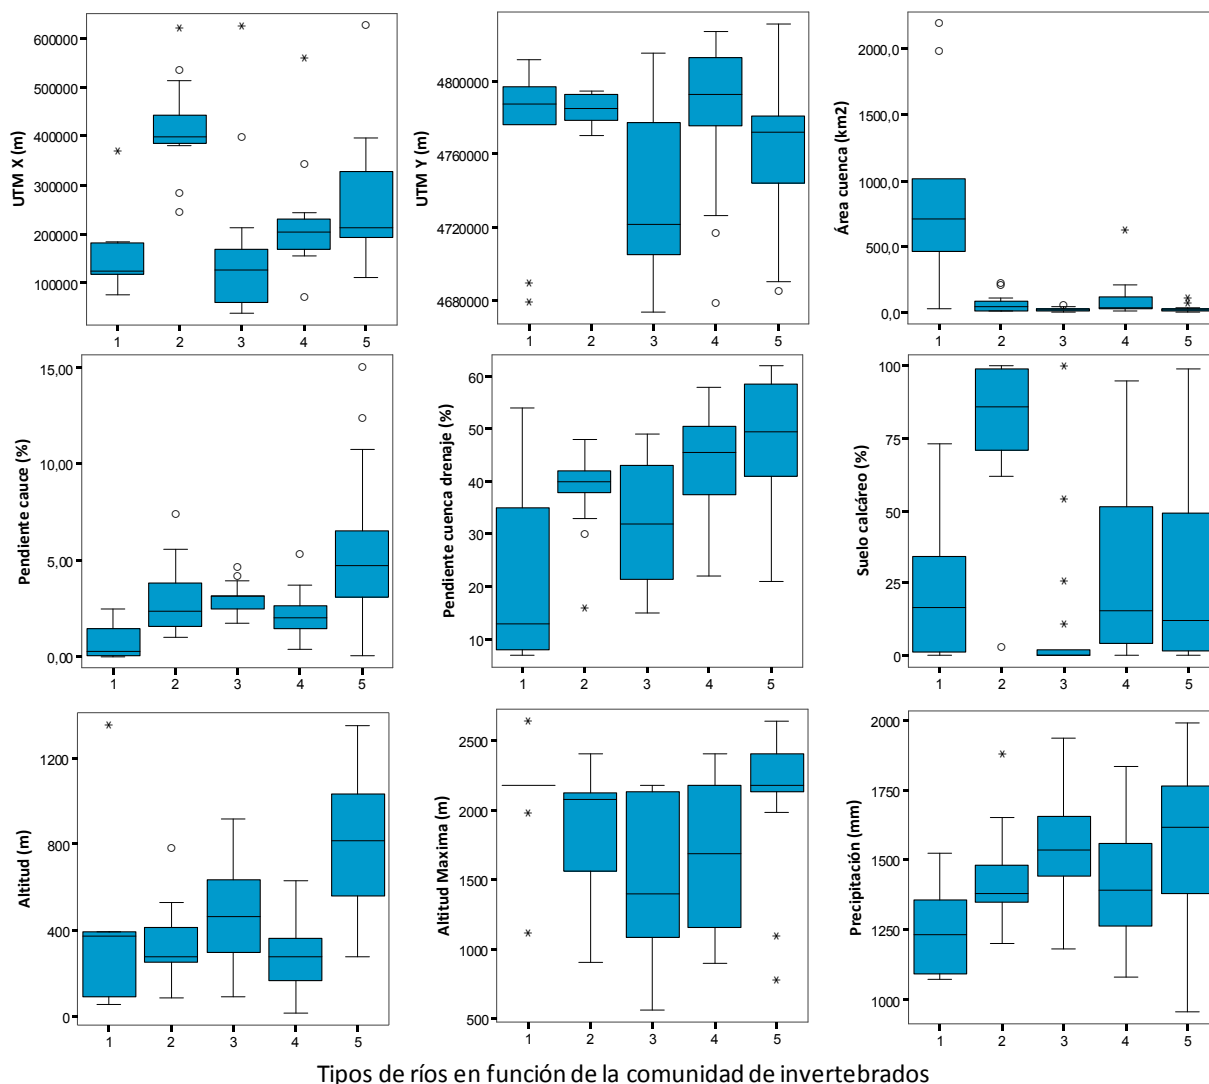 UTM X (m)
600000
500000
400000
300000
200000
100000
1 2 3 4 5
UTM Y (m)
4800000
4760000
4720000
4680000
1 2 3 4 5
Área cuenca (km2)
2000,0
1500,0
1000,0
500,0
0,0
1 2 3 4 5
Pendiente cauce (%)
15,00
10,00
5,00
0,00
1 2 3 4 5
Pendiente cuenca drenaje (%)
60
50
40
30
20
10
1 2 3 4 5
Suelo calcáreo (%)
100
75
50
25
0
1 2 3 4 5
Altitud (m)
1200
800
400
0
1 2 3 4 5
Altitud Maxima (m)
2500
2000
1500
1000
500
1 2 3 4 5
Precipitación (mm)
2000
1750
1500
1250
1000
1 2 3 4 5
Tipos de ríos en función de la comunidad de invertebrados